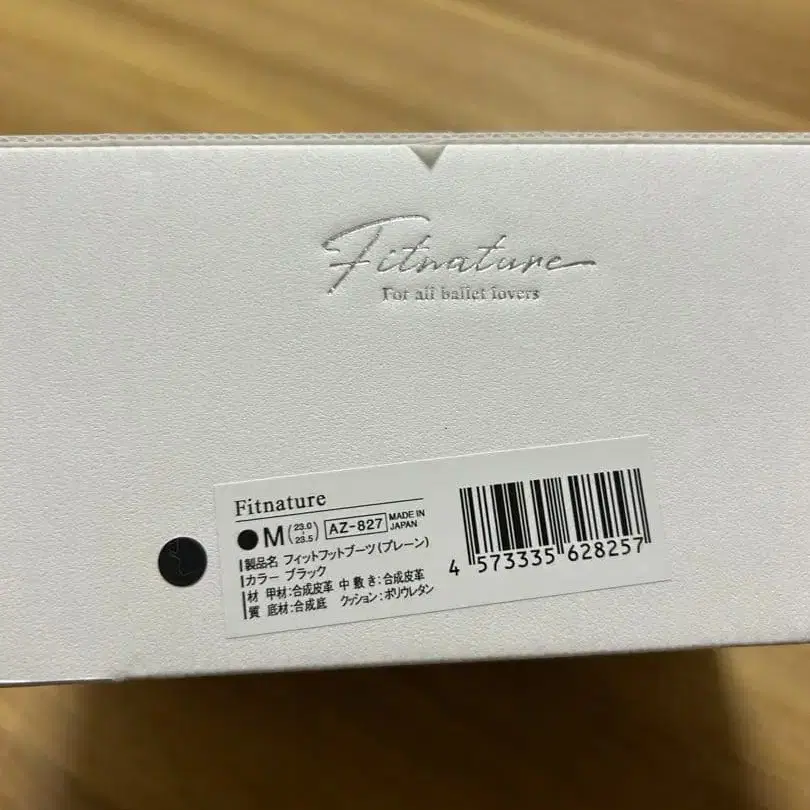 Fitnature
For all ballet lovers
Fitnature
●M(23.0~23.5) AZ-827 MADE IN JAPAN
製品名 フィットフットブーツ(プレーン)
カラー ブラック
材質 甲材:合成皮革 中敷き:合成皮革
底材:合成底 クッション:ポリウレタン
4 573335 628257